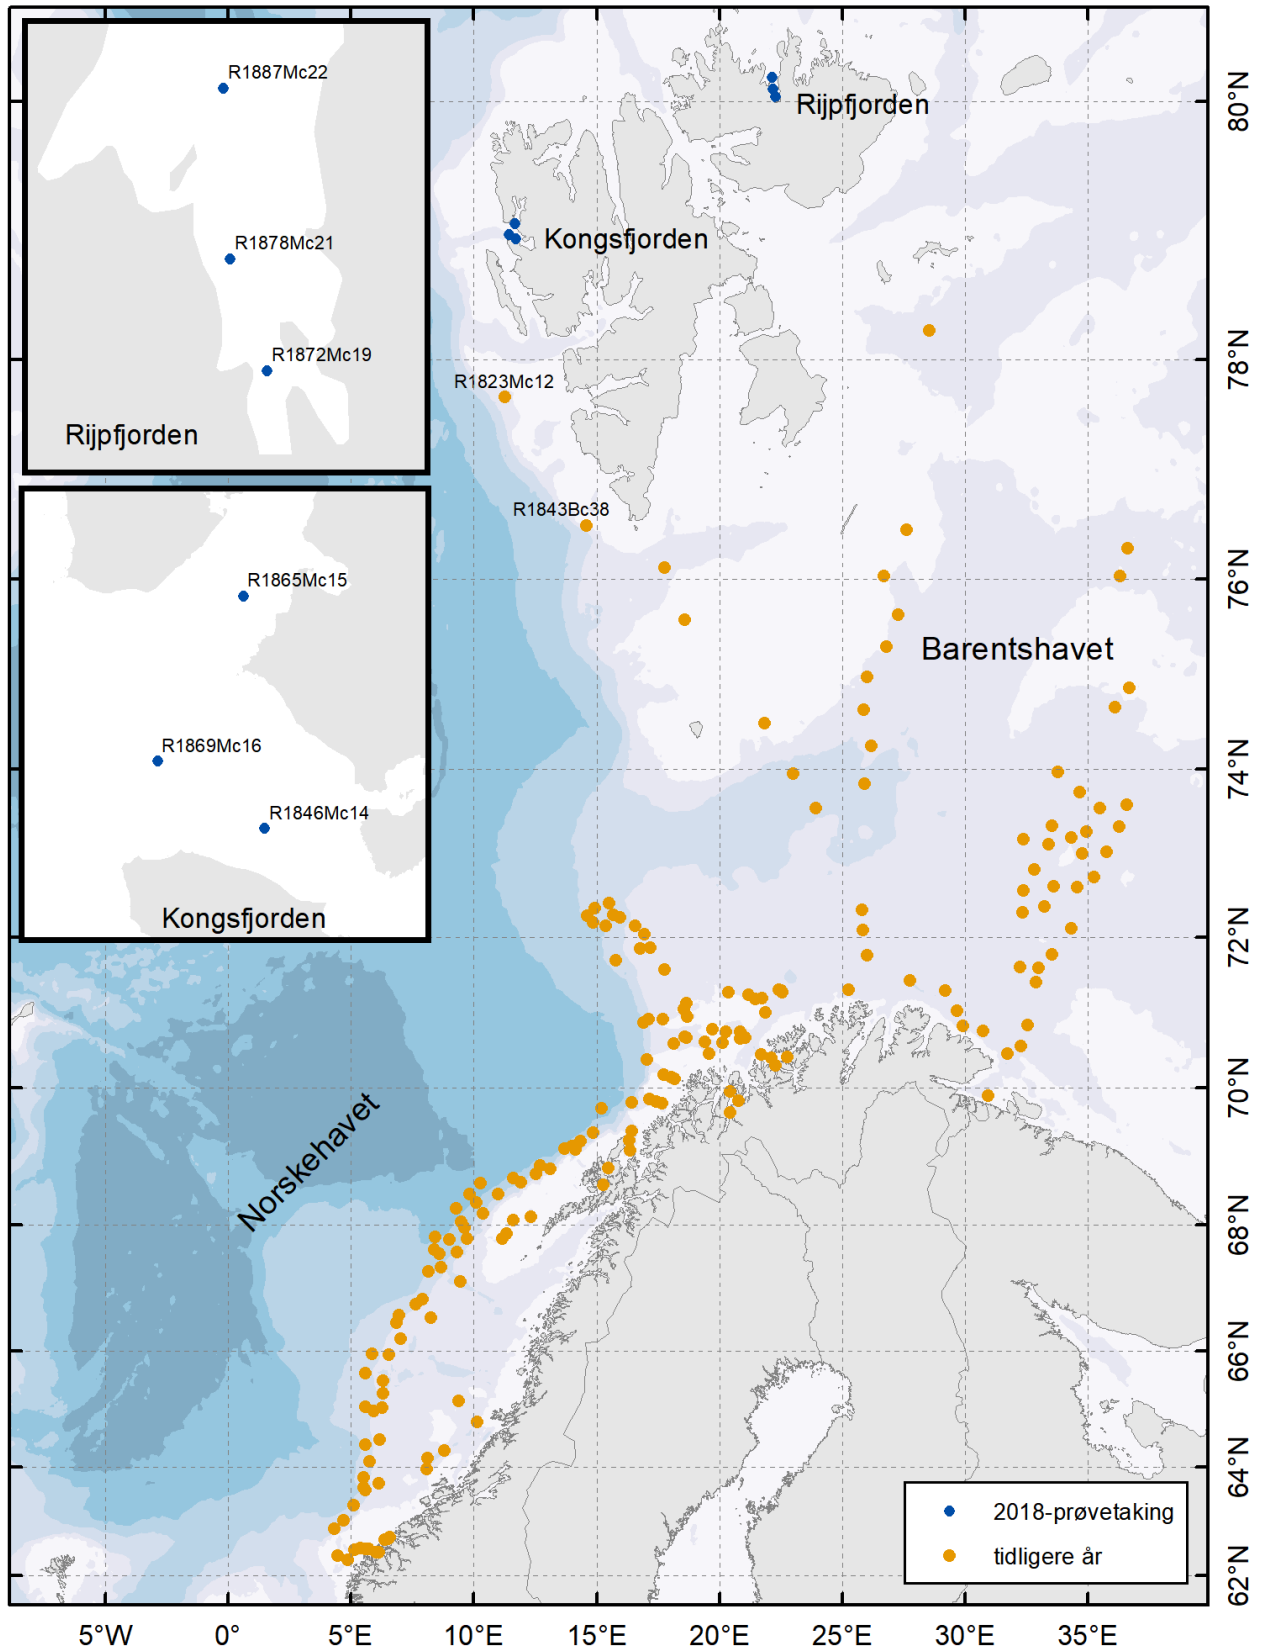 R1887Mc22
R1878Mc21
R1872Mc19
Rijpfjorden
R1865Mc15
R1869Mc16
R1846Mc14
Kongsfjorden
Rijpfjorden
Kongsfjorden
R1823Mc12
R1843Bc38
Barentshavet
Norskehavet
80°N
78°N
76°N
74°N
72°N
70°N
68°N
66°N
64°N
62°N
2018-prøvetaking
tidligere år
5°W 0° 5°E 10°E 15°E 20°E 25°E 30°E 35°E